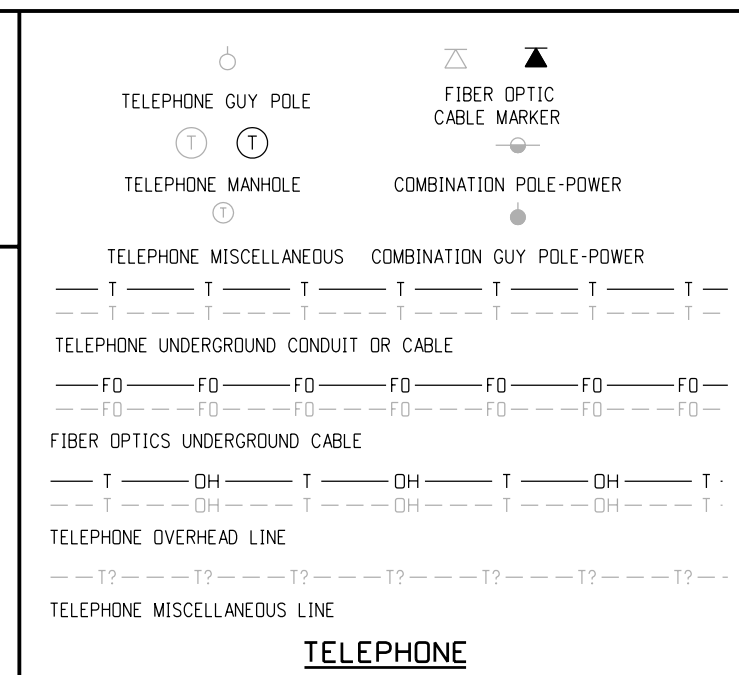 TELEPHONE GUY POLE
FIBER OPTIC
CABLE MARKER
T T
TELEPHONE MANHOLE
COMBINATION POLE-POWER
T
TELEPHONE MISCELLANEOUS
COMBINATION GUY POLE-POWER
T T T T T T T
T T T T T T T
TELEPHONE UNDERGROUND CONDUIT OR CABLE
FO FO FO FO FO FO FO
FO FO FO FO FO FO FO
FIBER OPTICS UNDERGROUND CABLE
T OH T OH T OH T
T OH T OH T OH T
TELEPHONE OVERHEAD LINE
T? T? T? T? T? T? T?
TELEPHONE MISCELLANEOUS LINE
TELEPHONE